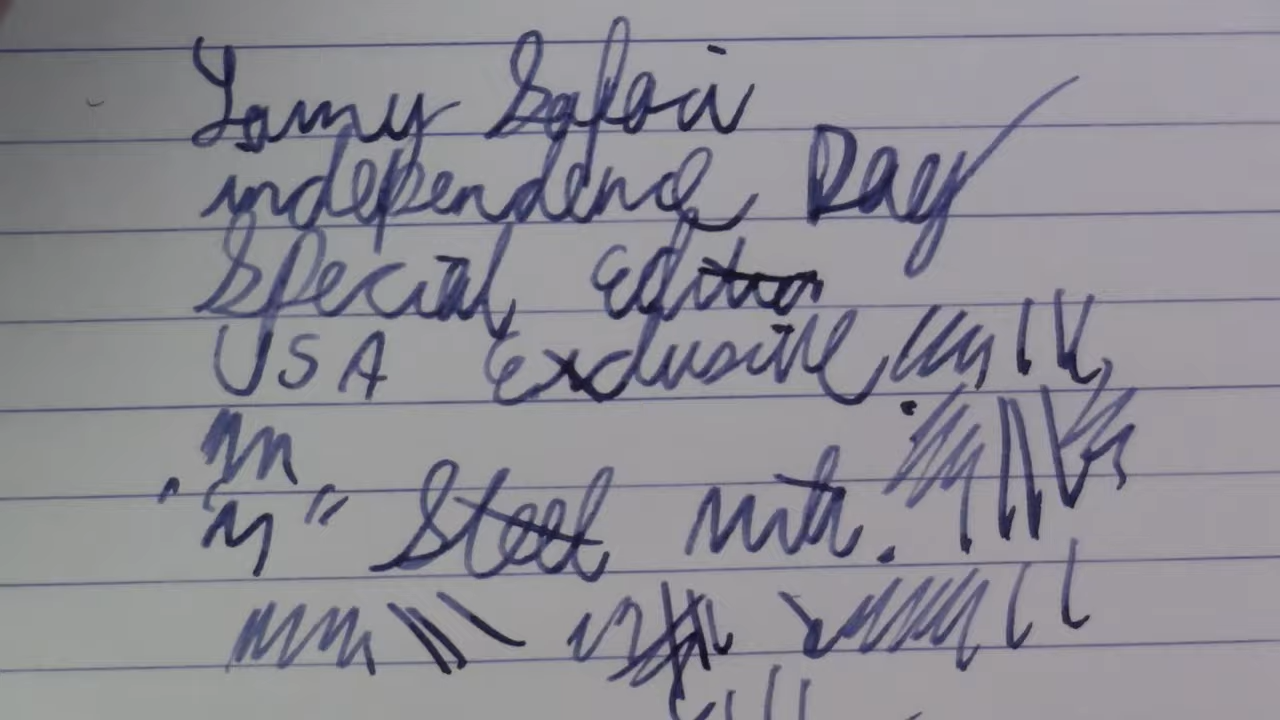 Lamy Safari
independence Day
Special Edition
USA Exclusive
"M" Steel nib.